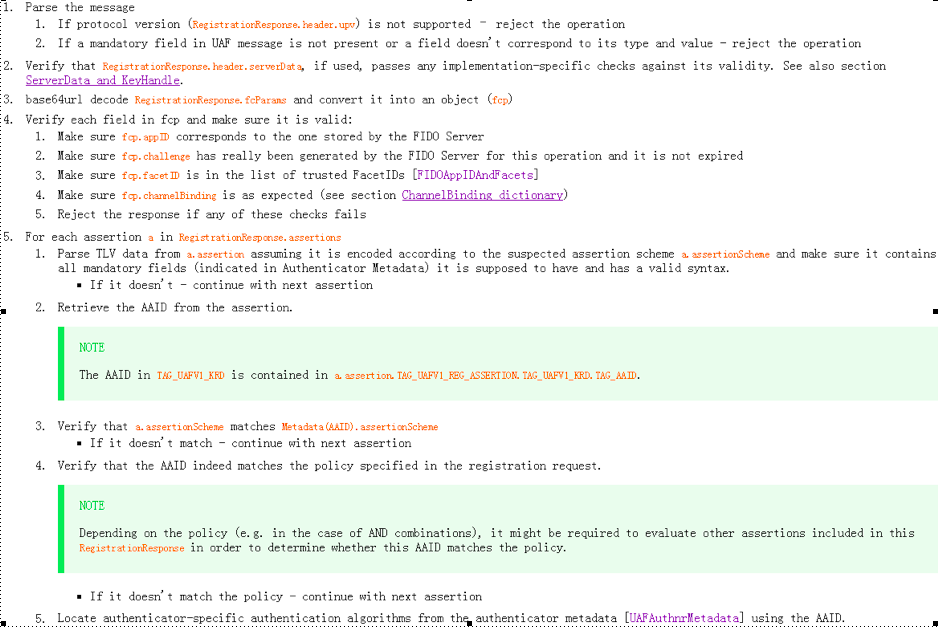 1. Parse the message
1. If protocol version (RegistrationResponse.header.upv) is not supported – reject the operation
2. If a mandatory field in UAF message is not present or a field doesn't correspond to its type and value – reject the operation
2. Verify that RegistrationResponse.header.serverData, if used, passes any implementation-specific checks against its validity. See also section
ServerData and KeyHandle.
3. base64url decode RegistrationResponse.fcParams and convert it into an object (fcp)
4. Verify each field in fcp and make sure it is valid:
1. Make sure fcp.appID corresponds to the one stored by the FIDO Server
2. Make sure fcp.challenge has really been generated by the FIDO Server for this operation and it is not expired
3. Make sure fcp.facetID is in the list of trusted FacetIDs [FIDOAppIDAndFacets]
4. Make sure fcp.channelBinding is as expected (see section ChannelBinding dictionary)
5. Reject the response if any of these checks fails
5. For each assertion a in RegistrationResponse.assertions
1. Parse TLV data from a.assertion assuming it is encoded according to the suspected assertion scheme a.assertionScheme and make sure it contains
all mandatory fields (indicated in Authenticator Metadata) it is supposed to have and has a valid syntax.
▪ If it doesn't – continue with next assertion
2. Retrieve the AAID from the assertion.
NOTE
The AAID in TAG_UAFV1_KRD is contained in a.assertion.TAG_UAFV1_REG_ASSERTION.TAG_UAFV1_KRD.TAG_AAID.
3. Verify that a.assertionScheme matches Metadata(AAID).assertionScheme
▪ If it doesn't match – continue with next assertion
4. Verify that the AAID indeed matches the policy specified in the registration request.
NOTE
Depending on the policy (e.g. in the case of AND combinations), it might be required to evaluate other assertions included in this
RegistrationResponse in order to determine whether this AAID matches the policy.
▪ If it doesn't match the policy – continue with next assertion
5. Locate authenticator-specific authentication algorithms from the authenticator metadata [UAFAuthnrMetadata] using the AAID.